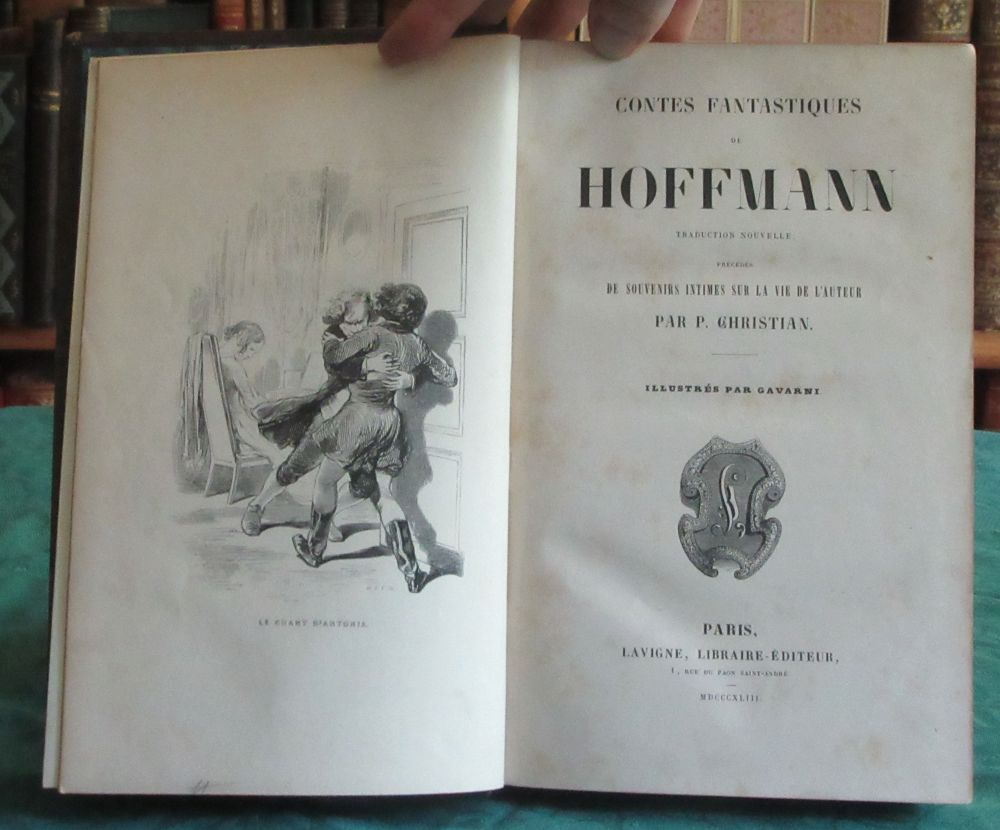 LE CHANT D'ANTONIA.
CONTES FANTASTIQUES
DE
HOFFMANN
TRADUCTION NOUVELLE,
PRÉCÉDÉS
DE SOUVENIRS INTIMES SUR LA VIE DE L'AUTEUR
PAR P. CHRISTIAN.
ILLUSTRÉS PAR GAVARNI
L
PARIS,
LAVIGNE, LIBRAIRE-ÉDITEUR,
1, RUE DU PAON SAINT-ANDRÉ
MDCCCXLIII.